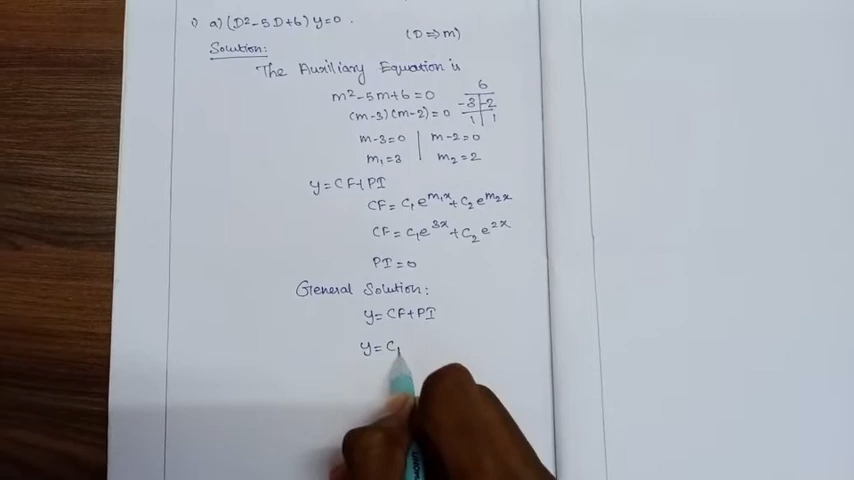 1) a) (D²-5D+6)y=0.
(D⇒m)
Solution:
The Auxiliary Equation is
m²-5m+6=0
6
-3 | -2
1 | 1
(m-3)(m-2)=0
m-3=0 | m-2=0
m₁=3 | m₂=2
y=CF+PI
CF=C₁e^m₁x+C₂e^m₂x
CF=C₁e^3x+C₂e^2x
PI=0
General Solution:
y=CF+PI
y=C₁